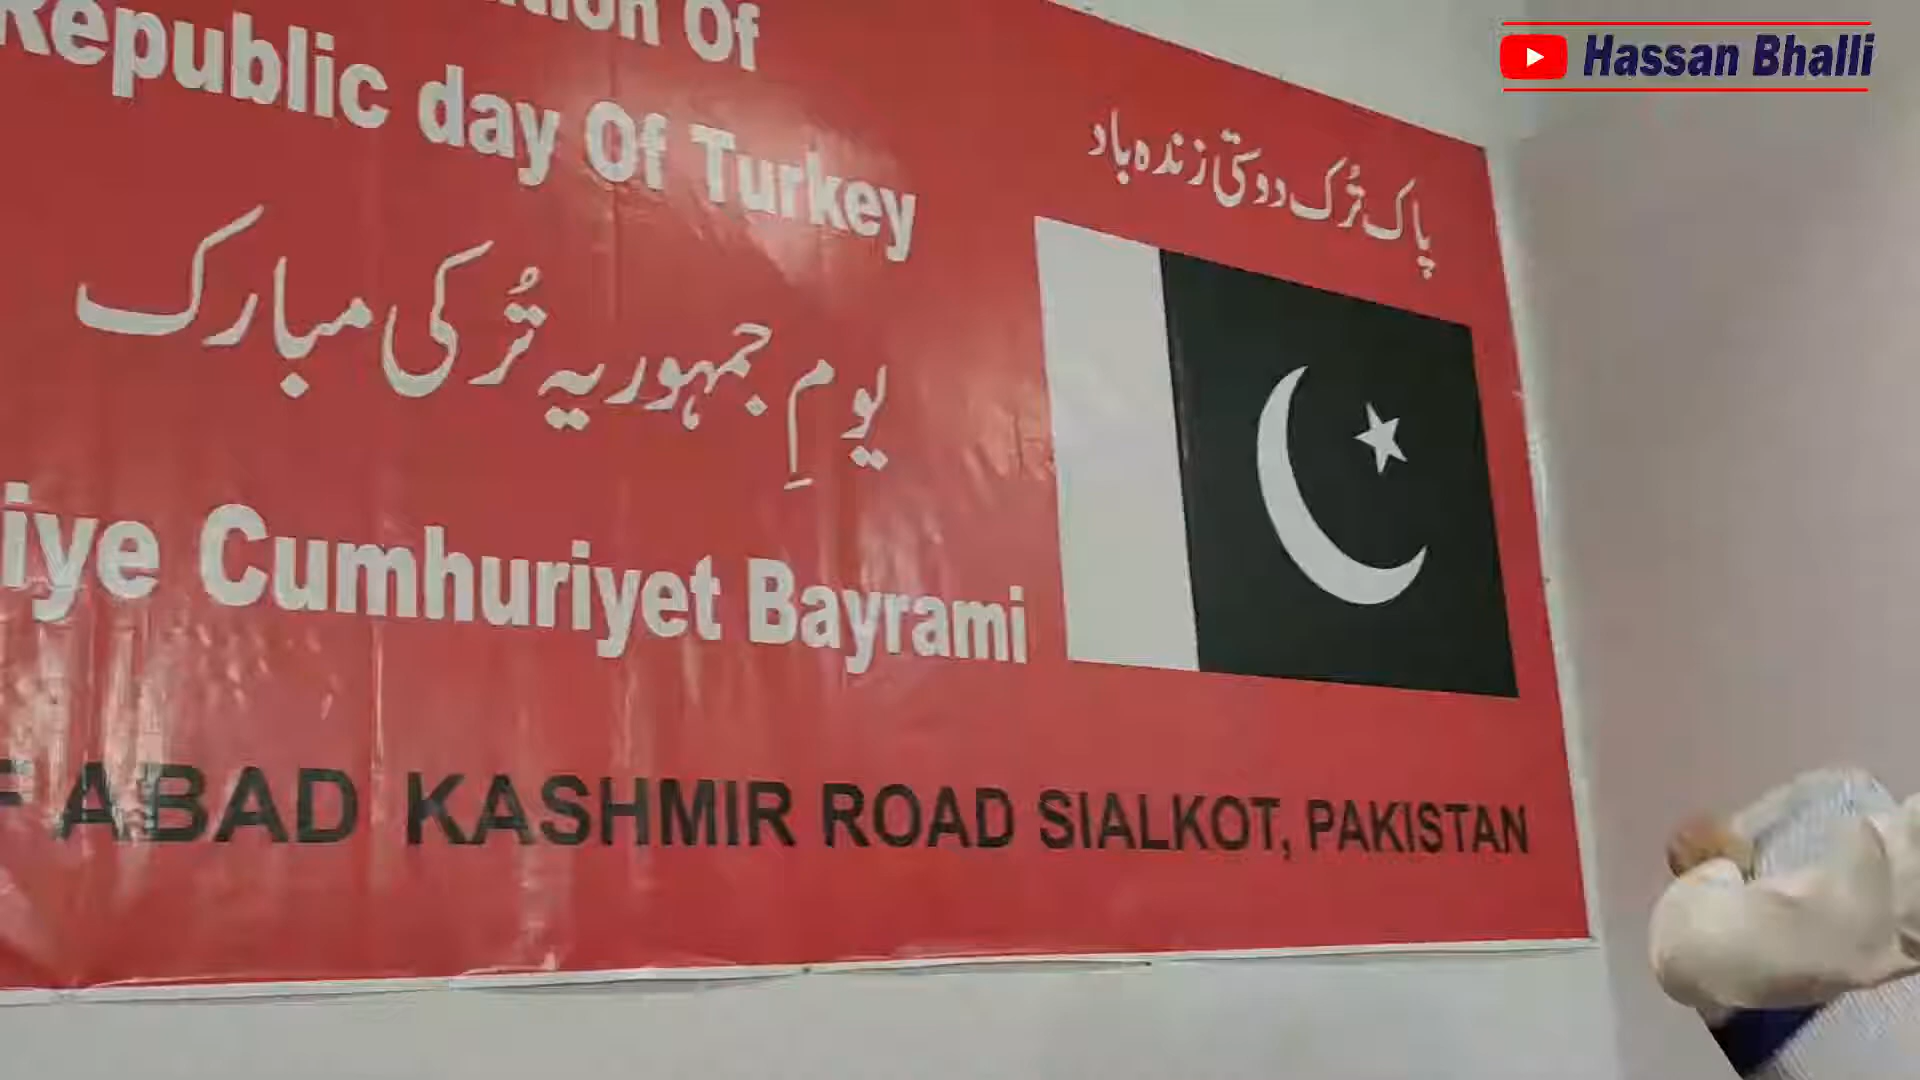 Hassan Bhalli
Of
Republic day Of Turkey
پاک تُرک دوستی زندہ باد
یومِ جمہوریہ تُرکی مبارک
iye Cumhuriyet Bayrami
ABAD KASHMIR ROAD SIALKOT, PAKISTAN